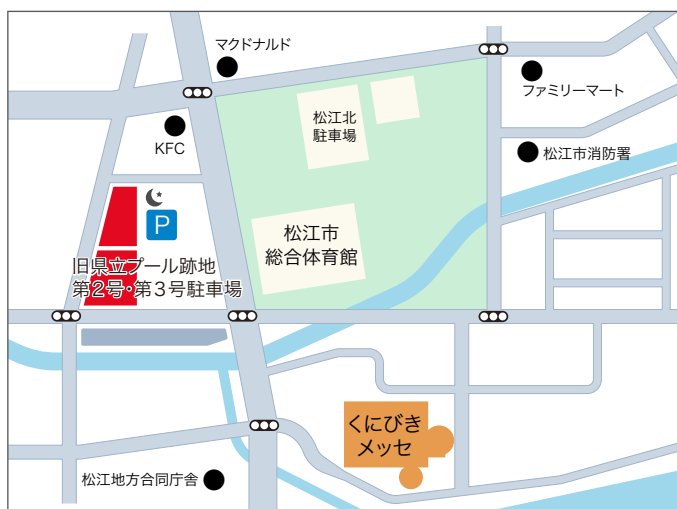 マクドナルド
ファミリーマート
松江北
駐車場
KFC
松江市消防署
P
松江市
総合体育館
旧県立プール跡地
第2号・第3号駐車場
くにびき
メッセ
松江地方合同庁舎